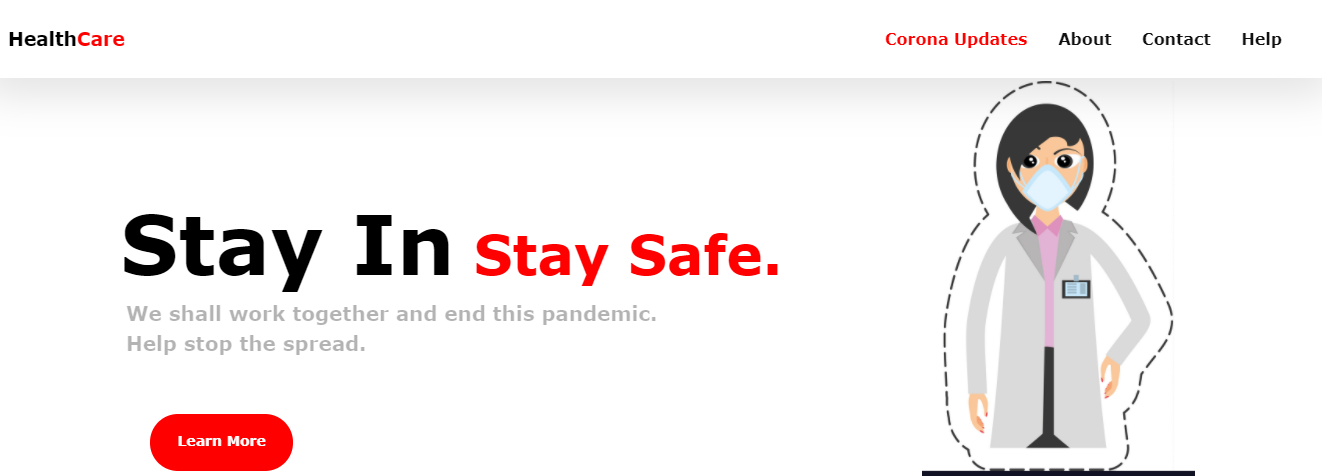 HealthCare
Corona Updates About Contact Help
Stay In Stay Safe.
We shall work together and end this pandemic.
Help stop the spread.
Learn More